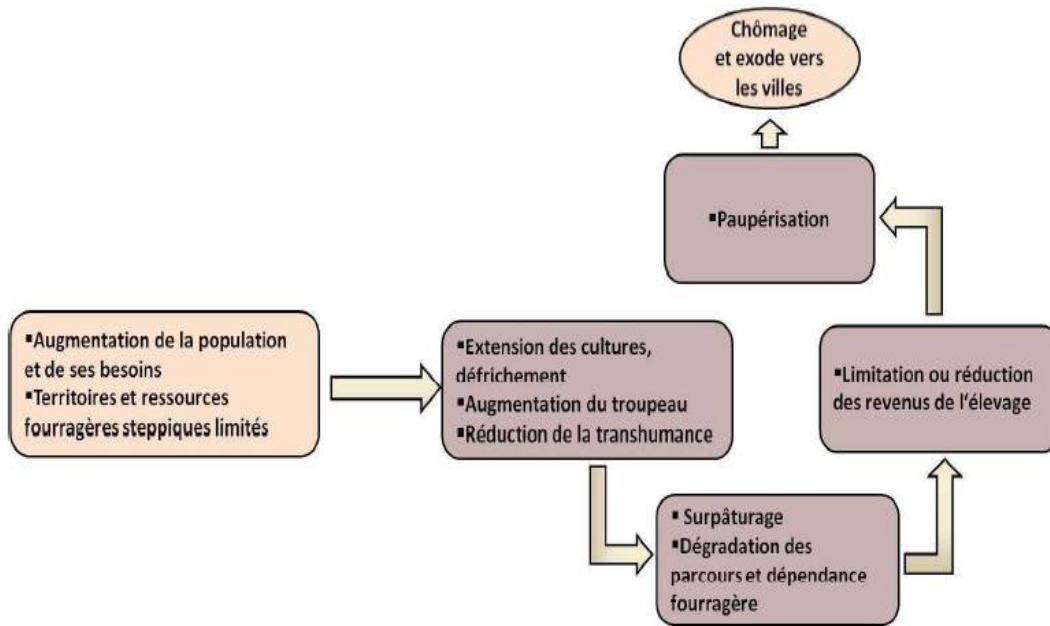 Chômage
et exode vers
les villes
▪Paupérisation
▪Augmentation de la population
et de ses besoins
▪Territoires et ressources
fourragères steppiques limités
▪Extension des cultures,
défrichement
▪Augmentation du troupeau
▪Réduction de la transhumance
▪Limitation ou réduction
des revenus de l'élevage
▪ Surpâturage
▪Dégradation des
parcours et dépendance
fourragère